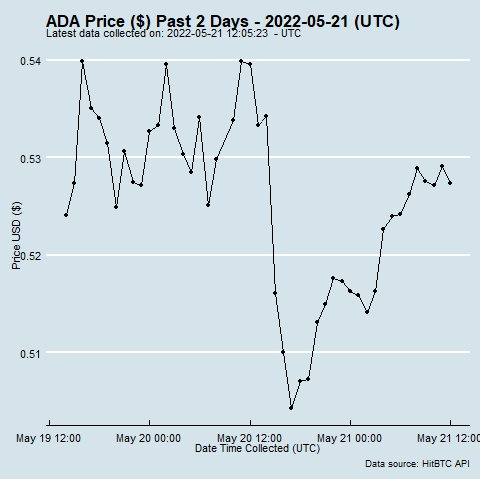 ADA Price ($) Past 2 Days - 2022-05-21 (UTC)
Latest data collected on: 2022-05-21 12:05:23 - UTC
0.54
0.53
0.52
0.51
Price USD ($)
May 19 12:00 May 20 00:00 May 20 12:00 May 21 00:00 May 21 12:00
Date Time Collected (UTC)
Data source: HitBTC API